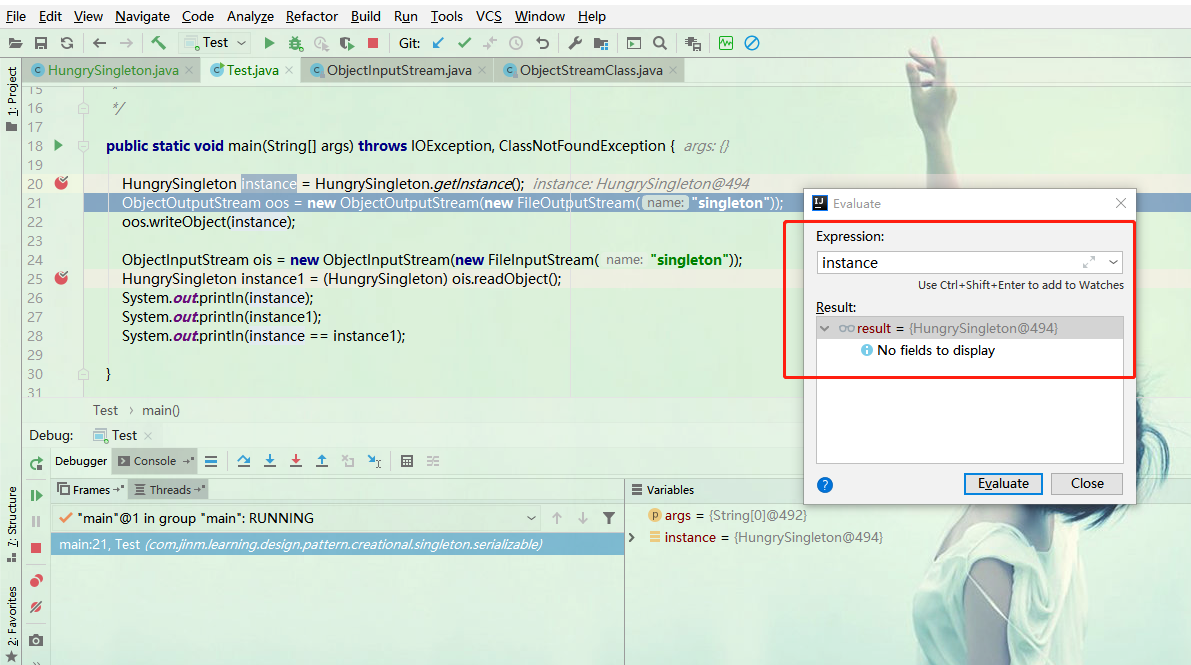 File Edit View Navigate Code Analyze Refactor Build Run Tools VCS Window Help
Test Git:
1: Project HungrySingleton.java Test.java ObjectInputStream.java ObjectStreamClass.java
15 *
16 */
17
18 public static void main(String[] args) throws IOException, ClassNotFoundException { args: {}
19
20 HungrySingleton instance = HungrySingleton.getInstance(); instance: HungrySingleton@494
21 ObjectOutputStream oos = new ObjectOutputStream(new FileOutputStream( name: "singleton"));
22 oos.writeObject(instance);
23
24 ObjectInputStream ois = new ObjectInputStream(new FileInputStream( name: "singleton"));
25 HungrySingleton instance1 = (HungrySingleton) ois.readObject();
26 System.out.println(instance);
27 System.out.println(instance1);
28 System.out.println(instance == instance1);
29
30 }
31
Test › main()
Evaluate
Expression:
instance
Use Ctrl+Shift+Enter to add to Watches
Result:
result = {HungrySingleton@494}
No fields to display
Evaluate Close
Debug: Test
Debugger Console
Frames Threads
"main"@1 in group "main": RUNNING
main:21, Test (com.jinm.learning.design.pattern.creational.singleton.serializable)
Variables
args = {String[0]@492}
instance = {HungrySingleton@494}
7: Structure
2: Favorites